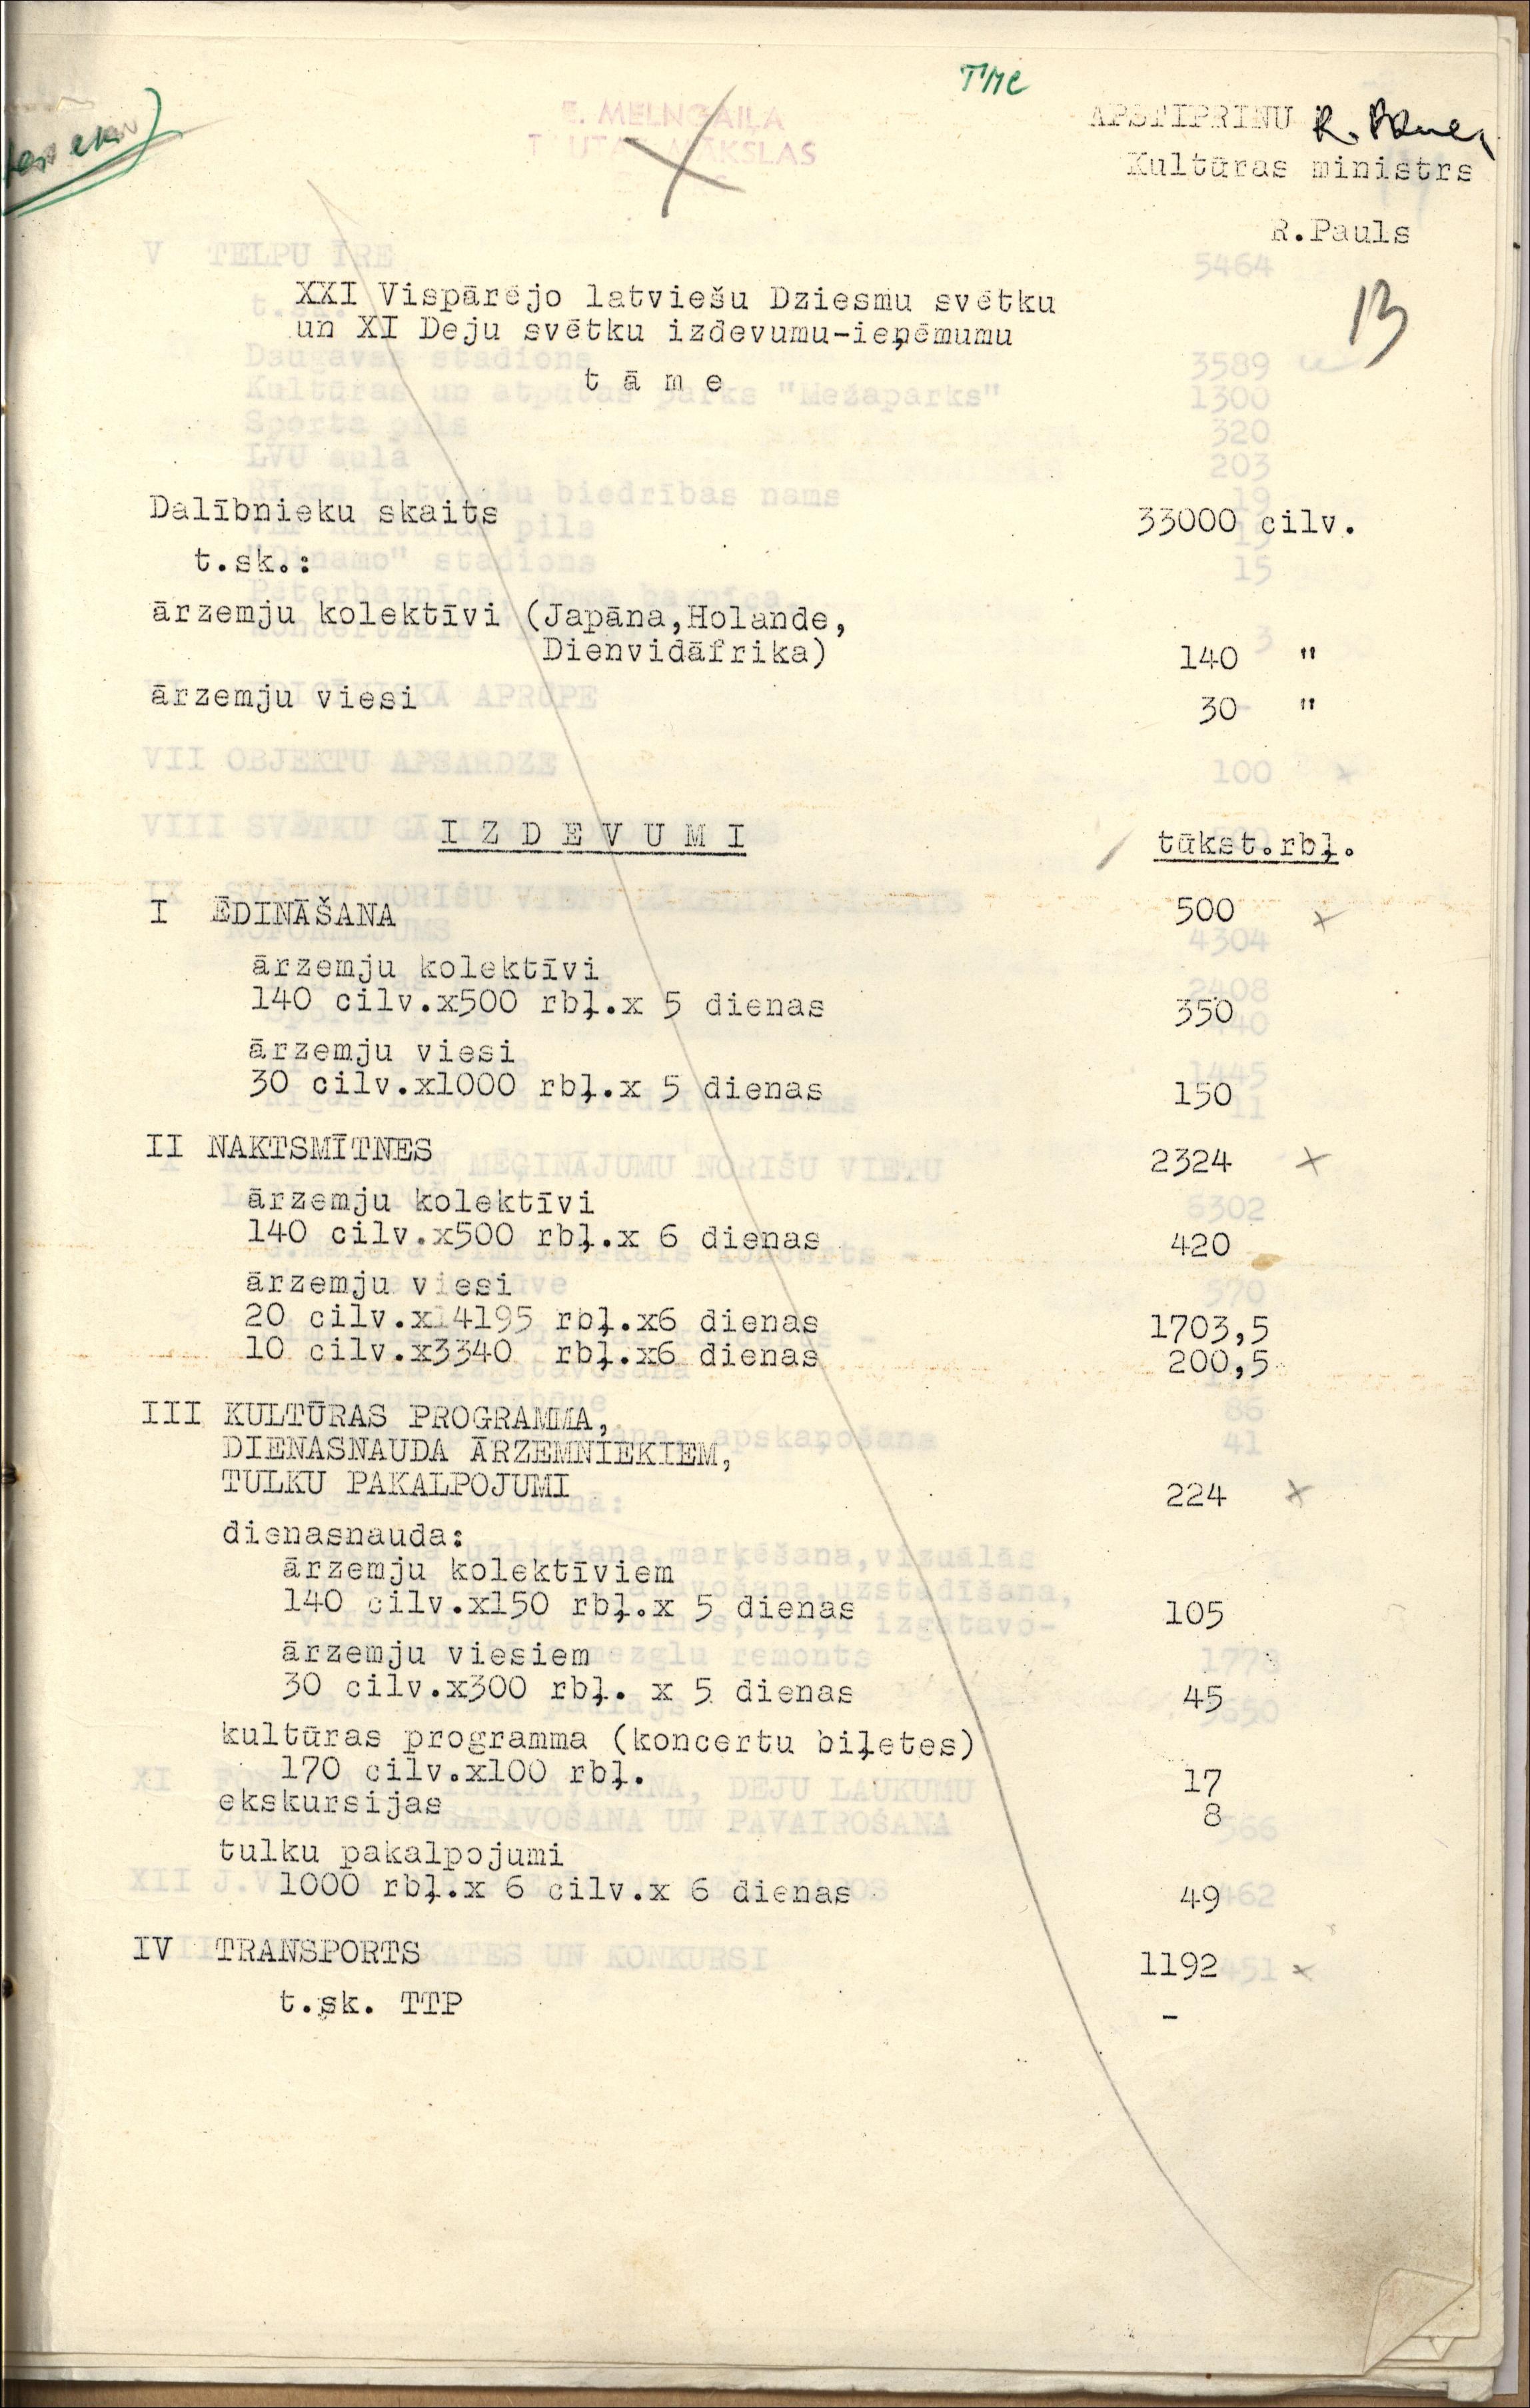 TMC
E. MELNGAIĻA
APSTIPRINU
Kultūras ministrs
R.Pauls
13
XXI Vispārējo latviešu Dziesmu svētku
un XI Deju svētku izdevumu-ieņēmumu
t ā m e
Dalībnieku skaits 33000 cilv.
t.sk.:
ārzemju kolektīvi (Japāna,Holande,
Dienvidāfrika) 140 "
ārzemju viesi 30 "
I Z D E V U M I tūkst.rbļ.
I ĒDINĀŠANA 500 x
ārzemju kolektīvi
140 cilv.x500 rbļ.x 5 dienas 350
ārzemju viesi
30 cilv.x1000 rbļ.x 5 dienas 150
II NAKTSMĪTNES 2324 x
ārzemju kolektīvi
140 cilv.x500 rbļ.x 6 dienas 420
ārzemju viesi
20 cilv.x14195 rbļ.x6 dienas 1703,5
10 cilv.x3340 rbļ.x6 dienas 200,5
III KULTŪRAS PROGRAMMA,
DIENASNAUDA ĀRZEMNIEKIEM,
TULKU PAKALPOJUMI 224 x
dienasnauda:
ārzemju kolektīviem
140 cilv.x150 rbļ.x 5 dienas 105
ārzemju viesiem
30 cilv.x300 rbļ. x 5 dienas 45
kultūras programma (koncertu biļetes)
170 cilv.x100 rbļ. 17
ekskursijas 8
tulku pakalpojumi
1000 rbļ.x 6 cilv.x 6 dienas 49
IV TRANSPORTS 1192 x
t.sk. TTP -